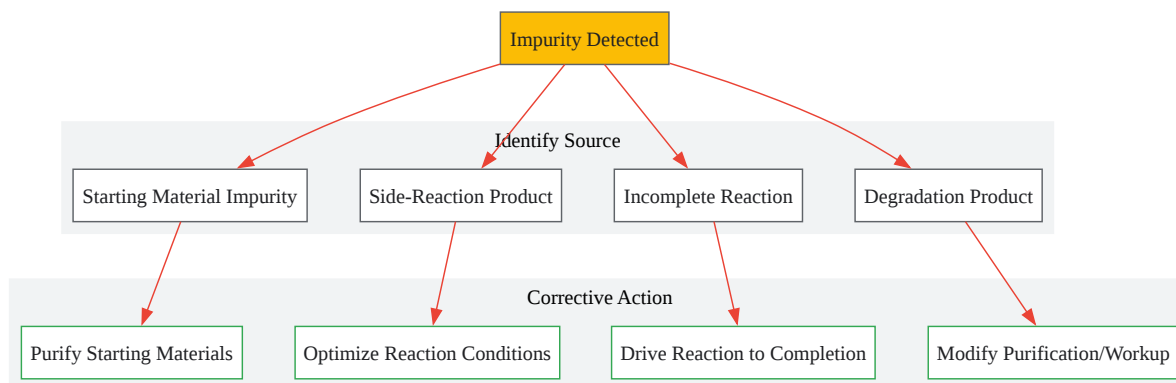 Impurity Detected
Identify Source
Starting Material Impurity
Side-Reaction Product
Incomplete Reaction
Degradation Product
Corrective Action
Purify Starting Materials
Optimize Reaction Conditions
Drive Reaction to Completion
Modify Purification/Workup